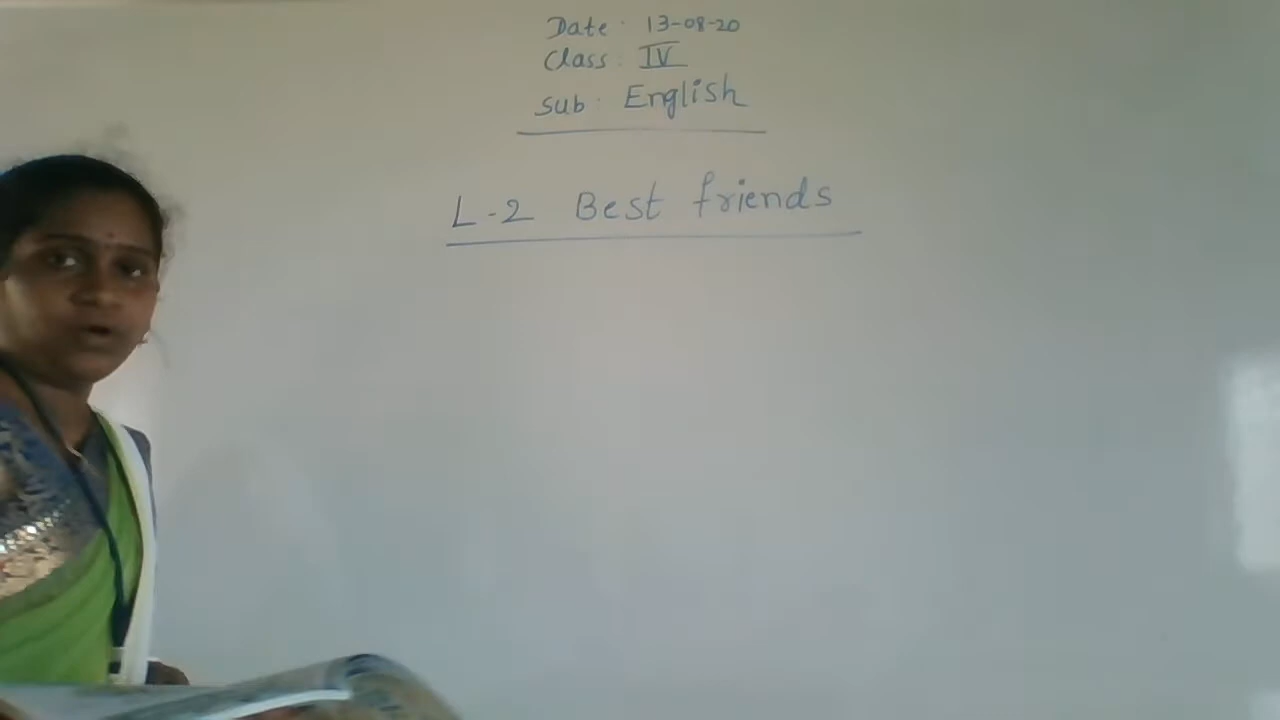 Date: 13-08-20
Class: IV
Sub: English
L-2 Best friends